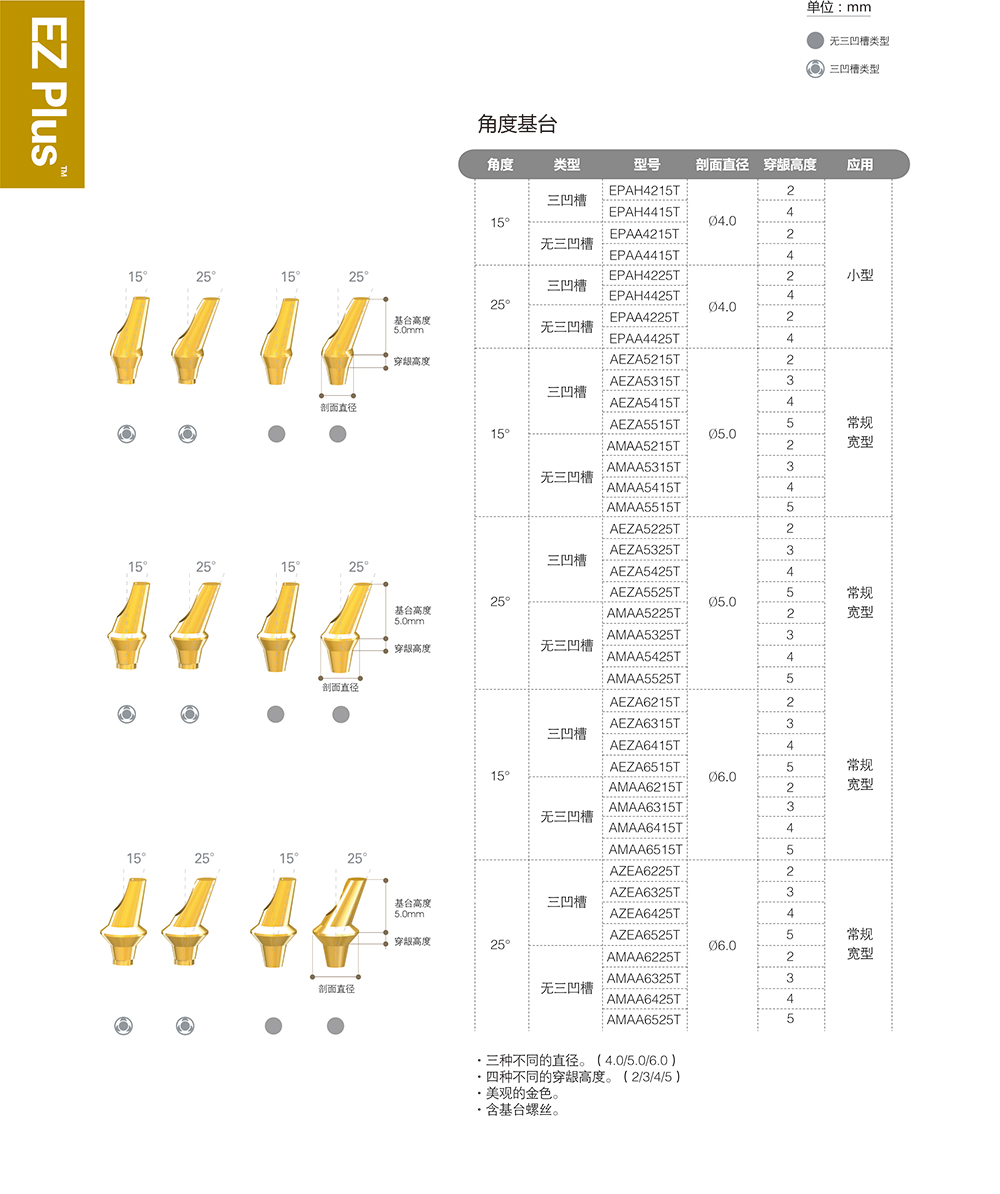 EZ Plus™
单位：mm
无三凹槽类型
三凹槽类型
角度基台
角度 类型 型号 剖面直径 穿龈高度 应用
15° 三凹槽 EPAH4215T Ø4.0 2 小型
EPAH4415T 4
无三凹槽 EPAA4215T 2
EPAA4415T 4
25° 三凹槽 EPAH4225T Ø4.0 2
EPAH4425T 4
无三凹槽 EPAA4225T 2
EPAA4425T 4
15° 三凹槽 AEZA5215T Ø5.0 2 常规
宽型
AEZA5315T 3
AEZA5415T 4
AEZA5515T 5
无三凹槽 AMAA5215T 2
AMAA5315T 3
AMAA5415T 4
AMAA5515T 5
25° 三凹槽 AEZA5225T Ø5.0 2 常规
宽型
AEZA5325T 3
AEZA5425T 4
AEZA5525T 5
无三凹槽 AMAA5225T 2
AMAA5325T 3
AMAA5425T 4
AMAA5525T 5
15° 三凹槽 AEZA6215T Ø6.0 2 常规
宽型
AEZA6315T 3
AEZA6415T 4
AEZA6515T 5
无三凹槽 AMAA6215T 2
AMAA6315T 3
AMAA6415T 4
AMAA6515T 5
25° 三凹槽 AZEA6225T Ø6.0 2 常规
宽型
AZEA6325T 3
AZEA6425T 4
AZEA6525T 5
无三凹槽 AMAA6225T 2
AMAA6325T 3
AMAA6425T 4
AMAA6525T 5
15° 25° 15° 25°
基台高度
5.0mm
穿龈高度
剖面直径
15° 25° 15° 25°
基台高度
5.0mm
穿龈高度
剖面直径
15° 25° 15° 25°
基台高度
5.0mm
穿龈高度
剖面直径
·三种不同的直径。（4.0/5.0/6.0）
·四种不同的穿龈高度。（2/3/4/5）
·美观的金色。
·含基台螺丝。